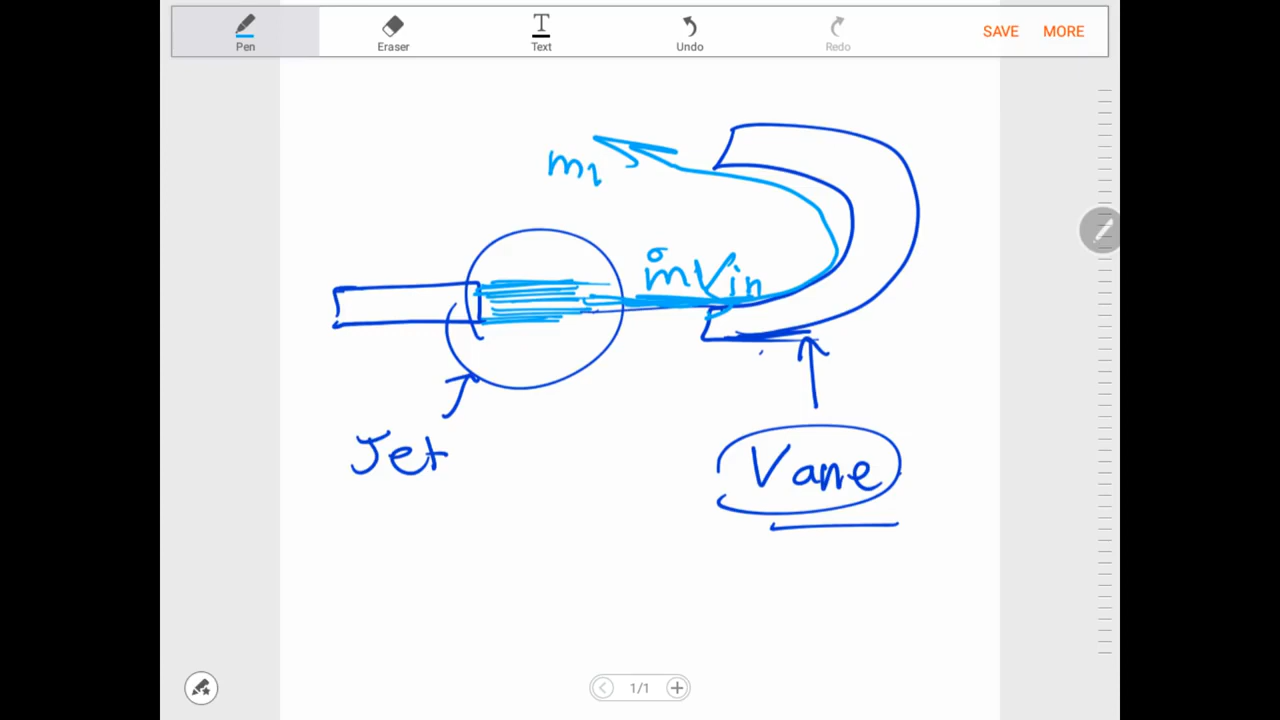 Pen Eraser Text Undo Redo SAVE MORE
T
m1
ṁVin
Jet
Vane
1/1